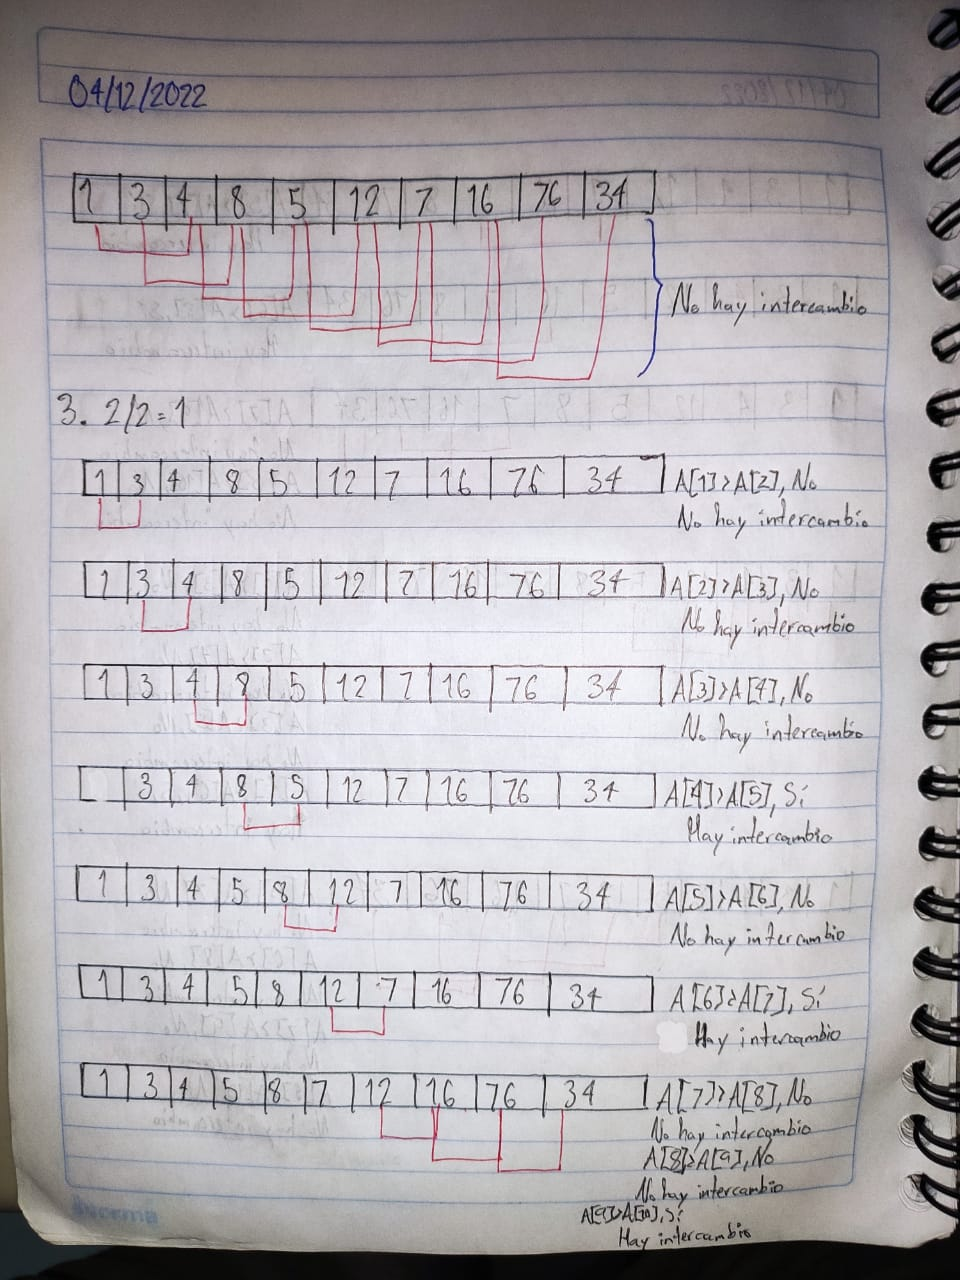 04/12/2022
1 3 4 8 5 12 7 16 76 34
No hay intercambio
3. 2/2=1
1 3 4 8 5 12 7 16 76 34 A[1]>A[2], No
No hay intercambio
1 3 4 8 5 12 7 16 76 34 A[2]>A[3], No
No hay intercambio
1 3 4 8 5 12 7 16 76 34 A[3]>A[4], No
No hay intercambio
3 4 8 5 12 7 16 76 34 A[4]>A[5], Sí
Hay intercambio
1 3 4 5 8 12 7 16 76 34 A[5]>A[6], No
No hay intercambio
1 3 4 5 8 12 7 16 76 34 A[6]>A[7], Sí
Hay intercambio
1 3 4 5 8 7 12 16 76 34 A[7]>A[8], No
No hay intercambio
A[8]>A[9], No
No hay intercambio
A[9]>A[10], Sí
Hay intercambio